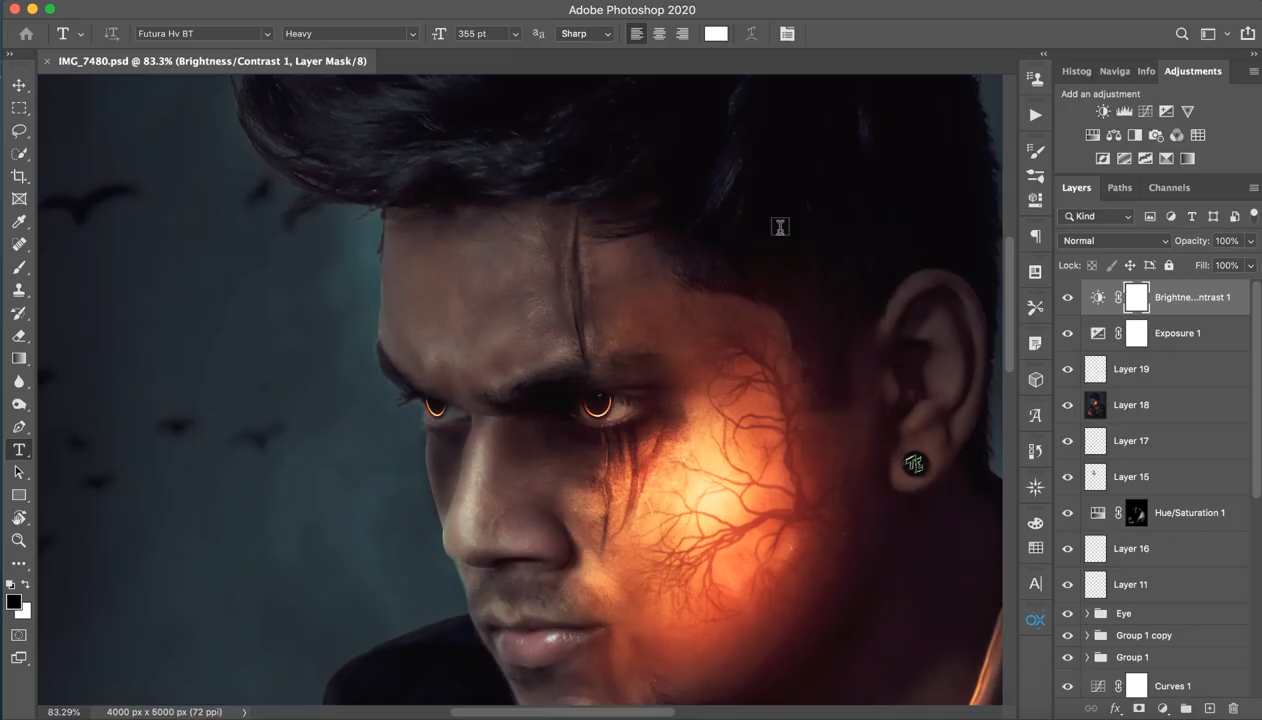 Adobe Photoshop 2020
T Futura Hv BT Heavy 355 pt Sharp
IMG_7480.psd @ 83.3% (Brightness/Contrast 1, Layer Mask/8)
Histog Naviga Info Adjustments
Add an adjustment
Layers Paths Channels
Kind
Normal Opacity: 100%
Lock: Fill: 100%
Brightne...ntrast 1
Exposure 1
Layer 19
Layer 18
Layer 17
Layer 15
Hue/Saturation 1
Layer 16
Layer 11
Eye
Group 1 copy
Group 1
Curves 1
83.29% 4000 px x 5000 px (72 ppi)